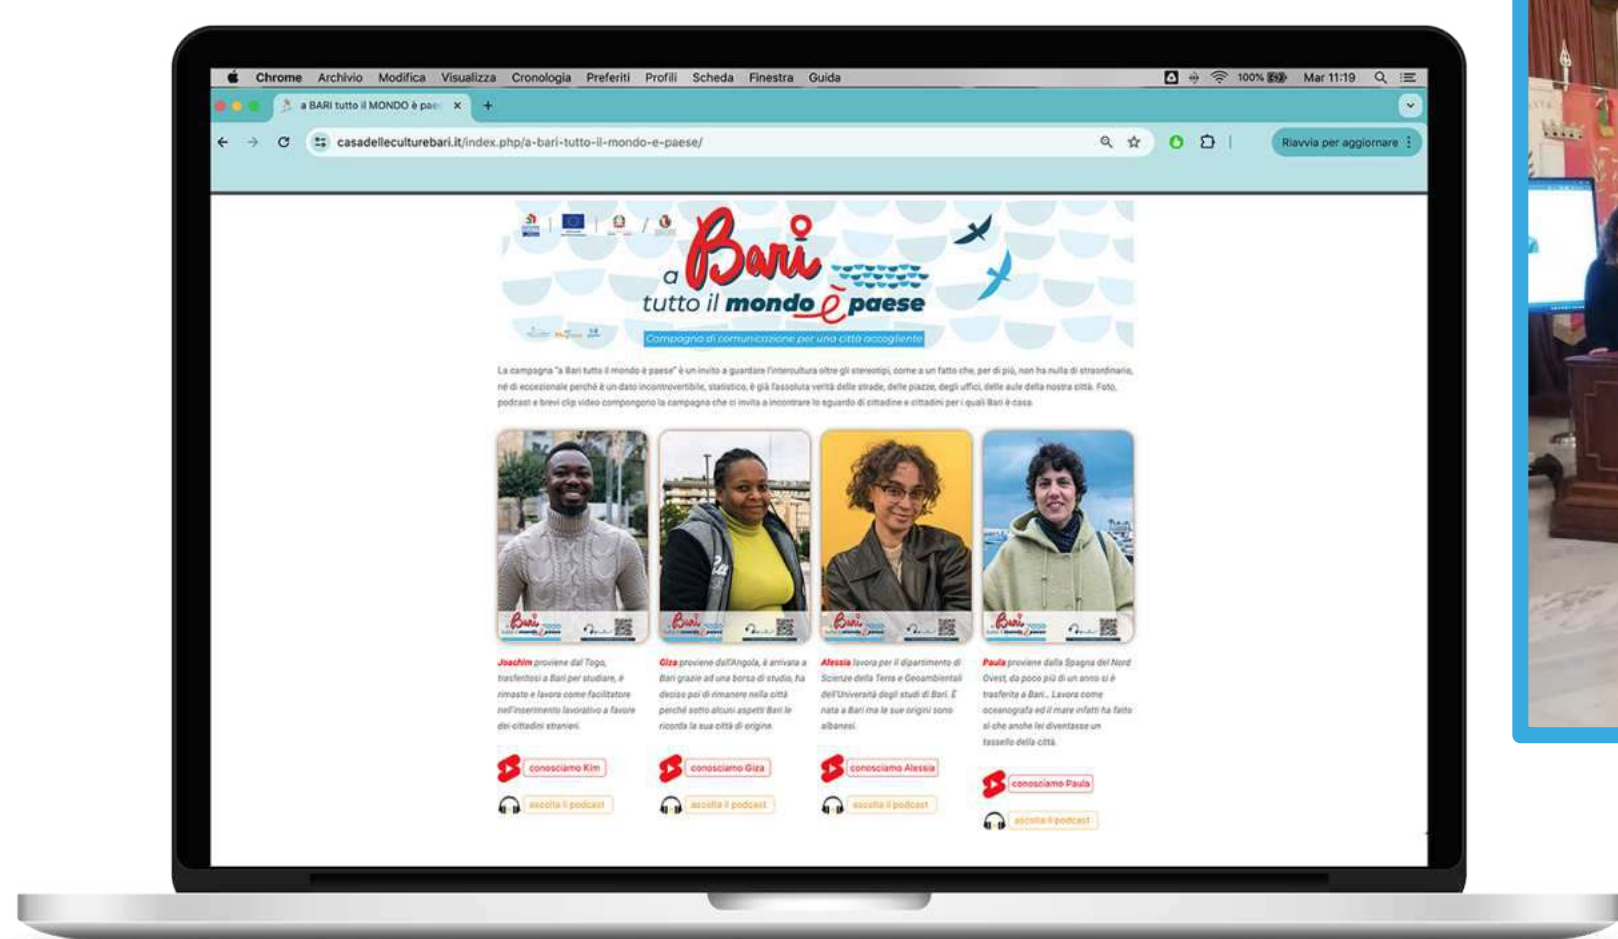 Chrome Archivio Modifica Visualizza Cronologia Preferiti Profili Scheda Finestra Guida 100% Mar 11:19
a BARI tutto il MONDO è pae
casadelleculturebari.it/index.php/a-bari-tutto-il-mondo-e-paese/
Riavvia per aggiornare
a Bari
tutto il mondo è paese
Campagna di comunicazione per una città accogliente
La campagna "a Bari tutto il mondo è paese" è un invito a guardare l'intercultura oltre gli stereotipi, come a un fatto che, per di più, non ha nulla di straordinario,
né di eccezionale perché è un dato incontrovertibile, statistico, è già l'assoluta verità delle strade, delle piazze, degli uffici, delle aule della nostra città. Foto,
podcast e brevi clip video compongono la campagna che ci invita a incontrare lo sguardo di cittadine e cittadini per i quali Bari è casa.
Bari
Bari
Bari
Bari
Joachim proviene dal Togo,
trasferitosi a Bari per studiare, è
rimasto e lavora come facilitatore
nell'inserimento lavorativo a favore
dei cittadini stranieri.
conosciamo Kim
ascolta il podcast
Giza proviene dall'Angola, è arrivata a
Bari grazie ad una borsa di studio, ha
deciso poi di rimanere nella città
perché sotto alcuni aspetti Bari le
ricorda la sua città di origine.
conosciamo Giza
ascolta il podcast
Alessia lavora per il dipartimento di
Scienze della Terra e Geoambientali
dell'Università degli studi di Bari. È
nata a Bari ma le sue origini sono
albanesi.
conosciamo Alessia
ascolta il podcast
Paula proviene dalla Spagna del Nord
Ovest, da poco più di un anno si è
trasferita a Bari... Lavora come
oceanografa ed il mare infatti ha fatto
sì che anche lei diventasse un
tassello della città.
conosciamo Paula
ascolta il podcast